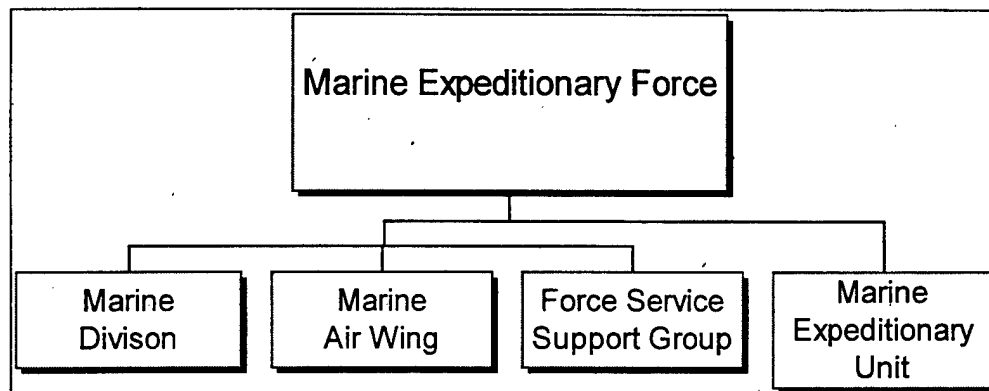 Marine Expeditionary Force
Marine
Divison
Marine
Air Wing
Force Service
Support Group
Marine
Expeditionary
Unit